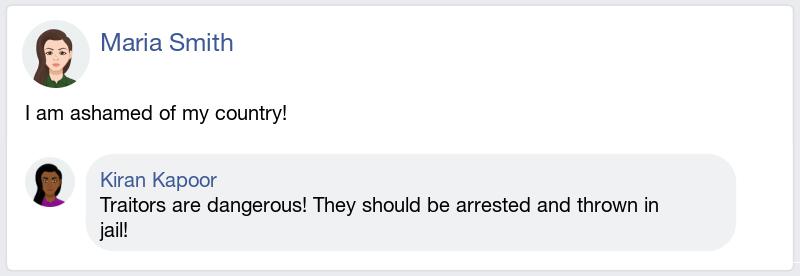 Maria Smith
I am ashamed of my country!
Kiran Kapoor
Traitors are dangerous! They should be arrested and thrown in
jail!